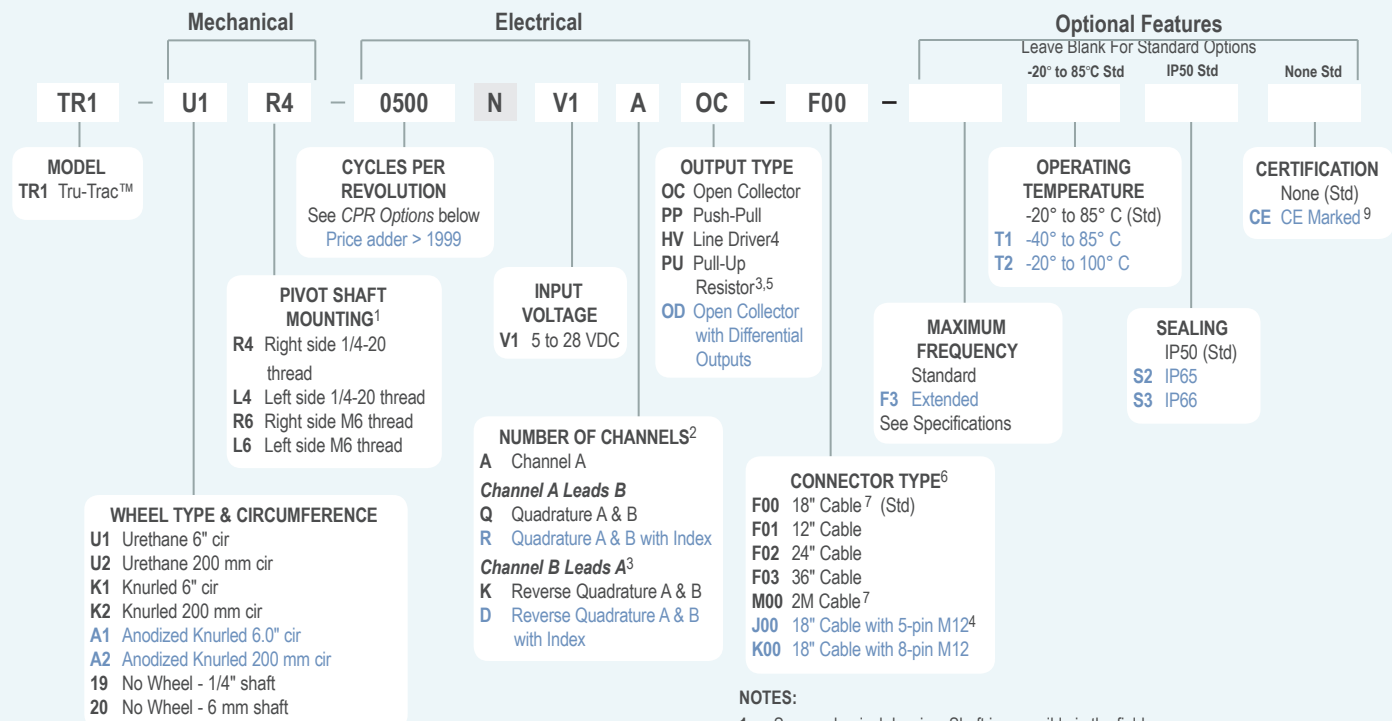 Mechanical
Electrical
Optional Features
Leave Blank For Standard Options
-20° to 85°C Std
IP50 Std
None Std
TR1 – U1 R4 – 0500 N V1 A OC – F00 –
MODEL
TR1 Tru-Trac™
CYCLES PER
REVOLUTION
See CPR Options below
Price adder > 1999
OUTPUT TYPE
OC Open Collector
PP Push-Pull
HV Line Driver4
PU Pull-Up
Resistor3,5
OD Open Collector
with Differential
Outputs
OPERATING
TEMPERATURE
-20° to 85° C (Std)
T1 -40° to 85° C
T2 -20° to 100° C
CERTIFICATION
None (Std)
CE CE Marked 9
PIVOT SHAFT
MOUNTING1
R4 Right side 1/4-20
thread
L4 Left side 1/4-20 thread
R6 Right side M6 thread
L6 Left side M6 thread
INPUT
VOLTAGE
V1 5 to 28 VDC
MAXIMUM
FREQUENCY
Standard
F3 Extended
See Specifications
SEALING
IP50 (Std)
S2 IP65
S3 IP66
NUMBER OF CHANNELS2
A Channel A
Channel A Leads B
Q Quadrature A & B
R Quadrature A & B with Index
Channel B Leads A3
K Reverse Quadrature A & B
D Reverse Quadrature A & B
with Index
CONNECTOR TYPE6
F00 18" Cable 7 (Std)
F01 12" Cable
F02 24" Cable
F03 36" Cable
M00 2M Cable7
J00 18" Cable with 5-pin M124
K00 18" Cable with 8-pin M12
WHEEL TYPE & CIRCUMFERENCE
U1 Urethane 6" cir
U2 Urethane 200 mm cir
K1 Knurled 6" cir
K2 Knurled 200 mm cir
A1 Anodized Knurled 6.0" cir
A2 Anodized Knurled 200 mm cir
19 No Wheel - 1/4" shaft
20 No Wheel - 6 mm shaft
NOTES: